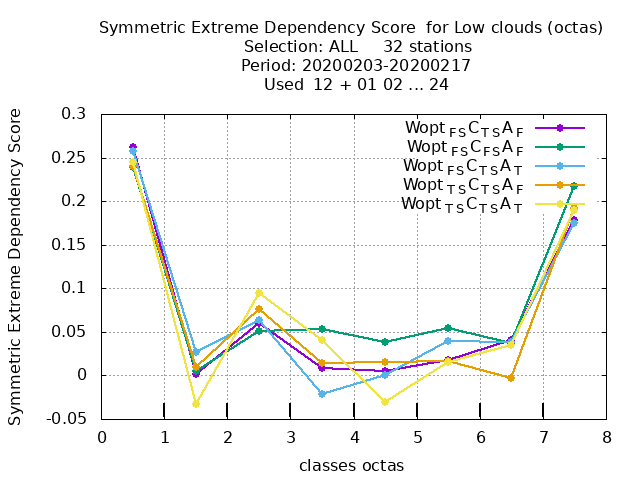 Symmetric Extreme Dependency Score for Low clouds (octas)
Selection: ALL 32 stations
Period: 20200203-20200217
Used 12 + 01 02 ... 24
Symmetric Extreme Dependency Score
0.3
0.25
0.2
0.15
0.1
0.05
0
-0.05
Wopt FS C TS A F
Wopt FS C FS A F
Wopt FS C TS A T
Wopt TS C TS A F
Wopt TS C TS A T
0 1 2 3 4 5 6 7 8
classes octas